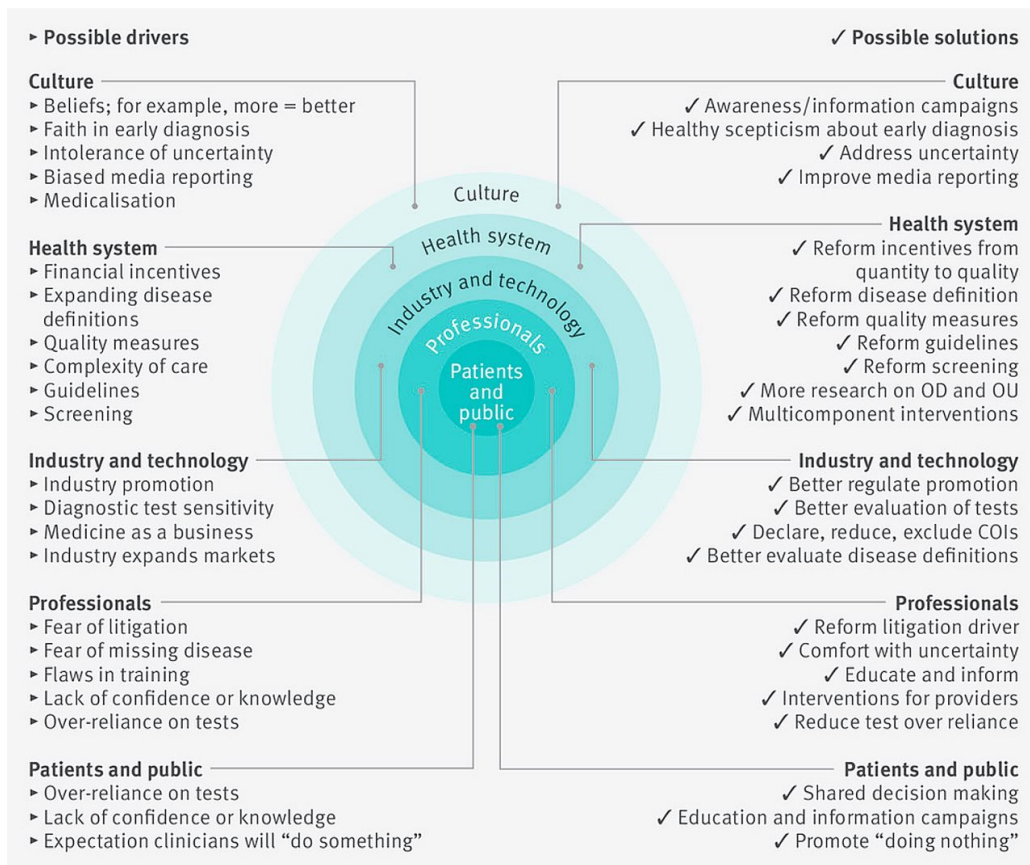 ▸ Possible drivers
Culture
▸ Beliefs; for example, more = better
▸ Faith in early diagnosis
▸ Intolerance of uncertainty
▸ Biased media reporting
▸ Medicalisation
Health system
▸ Financial incentives
▸ Expanding disease
definitions
▸ Quality measures
▸ Complexity of care
▸ Guidelines
▸ Screening
Industry and technology
▸ Industry promotion
▸ Diagnostic test sensitivity
▸ Medicine as a business
▸ Industry expands markets
Professionals
▸ Fear of litigation
▸ Fear of missing disease
▸ Flaws in training
▸ Lack of confidence or knowledge
▸ Over-reliance on tests
Patients and public
▸ Over-reliance on tests
▸ Lack of confidence or knowledge
▸ Expectation clinicians will “do something”
Culture
Health system
Industry and technology
Professionals
Patients
and
public
✓ Possible solutions
Culture
✓ Awareness/information campaigns
✓ Healthy scepticism about early diagnosis
✓ Address uncertainty
✓ Improve media reporting
Health system
✓ Reform incentives from
quantity to quality
✓ Reform disease definition
✓ Reform quality measures
✓ Reform guidelines
✓ Reform screening
✓ More research on OD and OU
✓ Multicomponent interventions
Industry and technology
✓ Better regulate promotion
✓ Better evaluation of tests
✓ Declare, reduce, exclude COIs
✓ Better evaluate disease definitions
Professionals
✓ Reform litigation driver
✓ Comfort with uncertainty
✓ Educate and inform
✓ Interventions for providers
✓ Reduce test over reliance
Patients and public
✓ Shared decision making
✓ Education and information campaigns
✓ Promote “doing nothing”